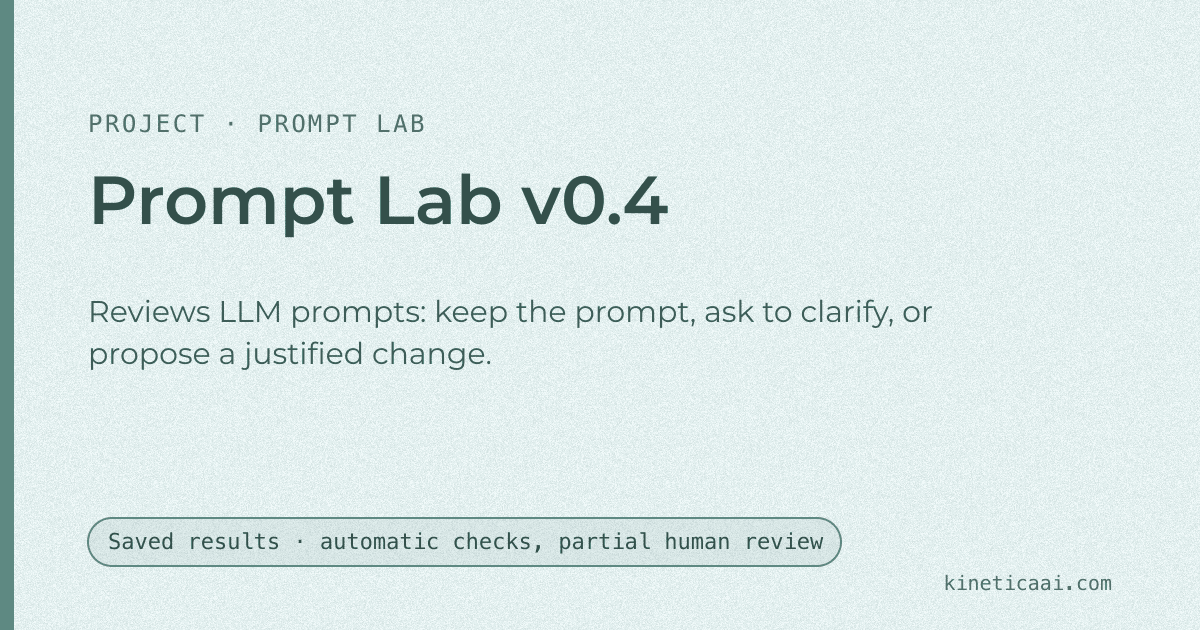 PROJECT · PROMPT LAB
Prompt Lab v0.4
Reviews LLM prompts: keep the prompt, ask to clarify, or
propose a justified change.
Saved results · automatic checks, partial human review
kineticaai.com